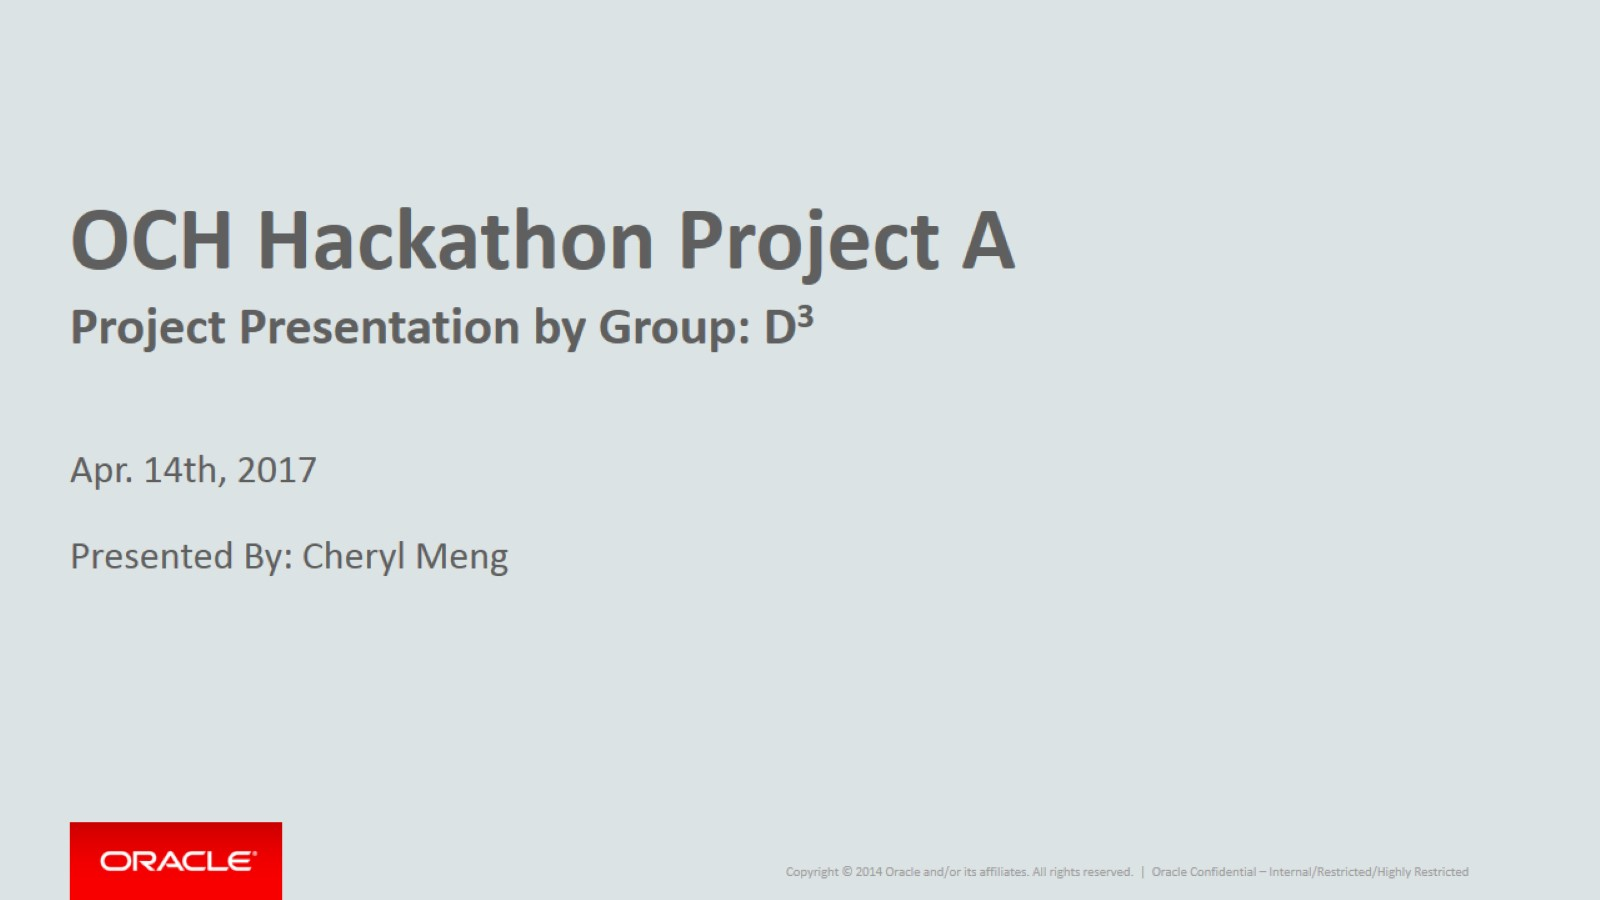 OCH Hackathon Project A
Project Presentation by Group: D³
Apr. 14th, 2017
Presented By: Cheryl Meng
ORACLE®
Copyright © 2014 Oracle and/or its affiliates. All rights reserved. | Oracle Confidential – Internal/Restricted/Highly Restricted